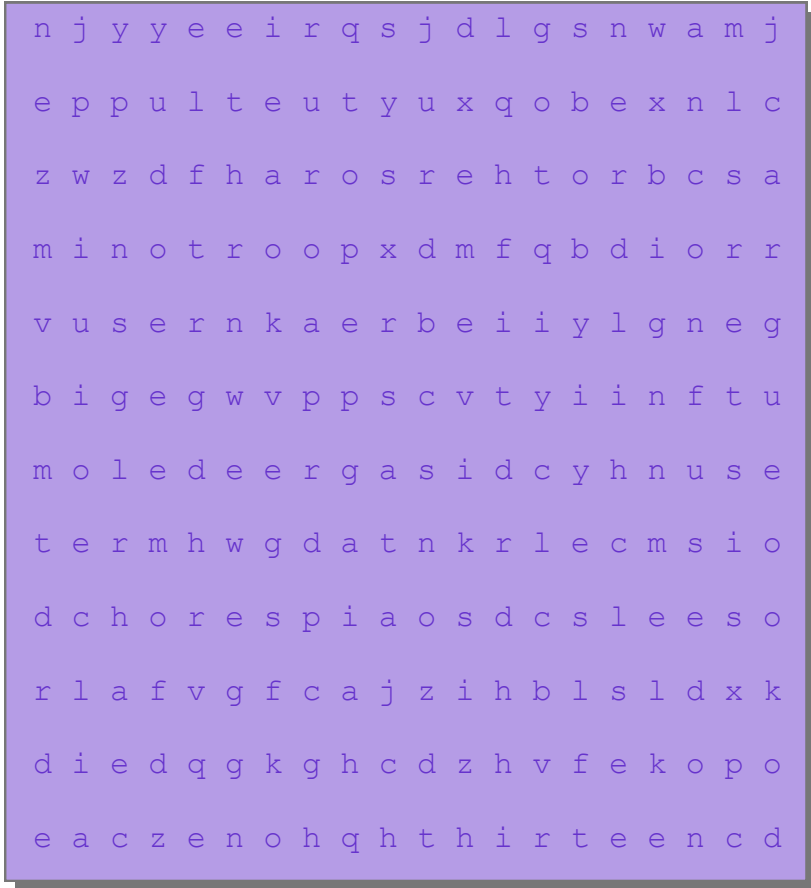 n j y y e e i r q s j d l g s n w a m j
e p p u l t e u t y u x q o b e x n l c
z w z d f h a r o s r e h t o r b c s a
m i n o t r o o p x d m f q b d i o r r
v u s e r n k a e r b e i i y l g n e g
b i g e g w v p p s c v t y i i n f t u
m o l e d e e r g a s i d c y h n u s e
t e r m h w g d a t n k r l e c m s i o
d c h o r e s p i a o s d c s l e e s o
r l a f v g f c a j z i h b l s l d x k
d i e d q g k g h c d z h v f e k o p o
e a c z e n o h q h t h i r t e e n c d